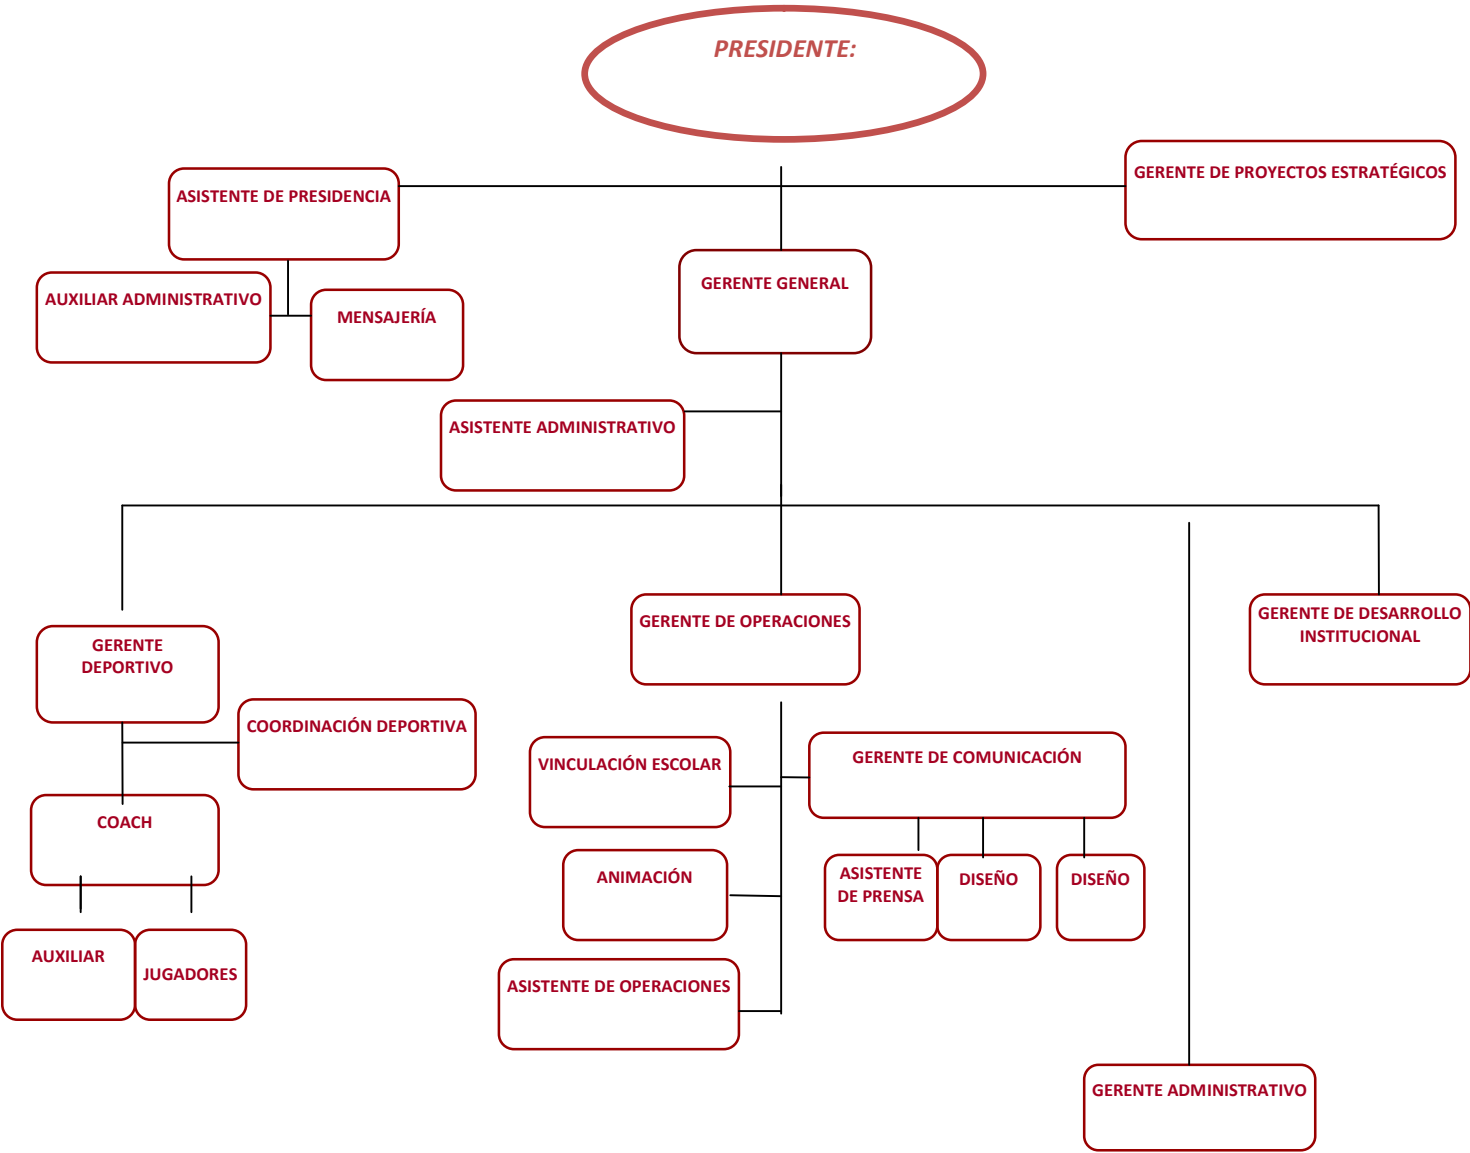 PRESIDENTE:
GERENTE DE PROYECTOS ESTRATÉGICOS
ASISTENTE DE PRESIDENCIA
GERENTE GENERAL
AUXILIAR ADMINISTRATIVO
MENSAJERÍA
ASISTENTE ADMINISTRATIVO
GERENTE DE OPERACIONES
GERENTE DE DESARROLLO
INSTITUCIONAL
GERENTE
DEPORTIVO
COORDINACIÓN DEPORTIVA
VINCULACIÓN ESCOLAR
GERENTE DE COMUNICACIÓN
COACH
ANIMACIÓN
ASISTENTE
DE PRENSA
DISEÑO
DISEÑO
AUXILIAR
JUGADORES
ASISTENTE DE OPERACIONES
GERENTE ADMINISTRATIVO